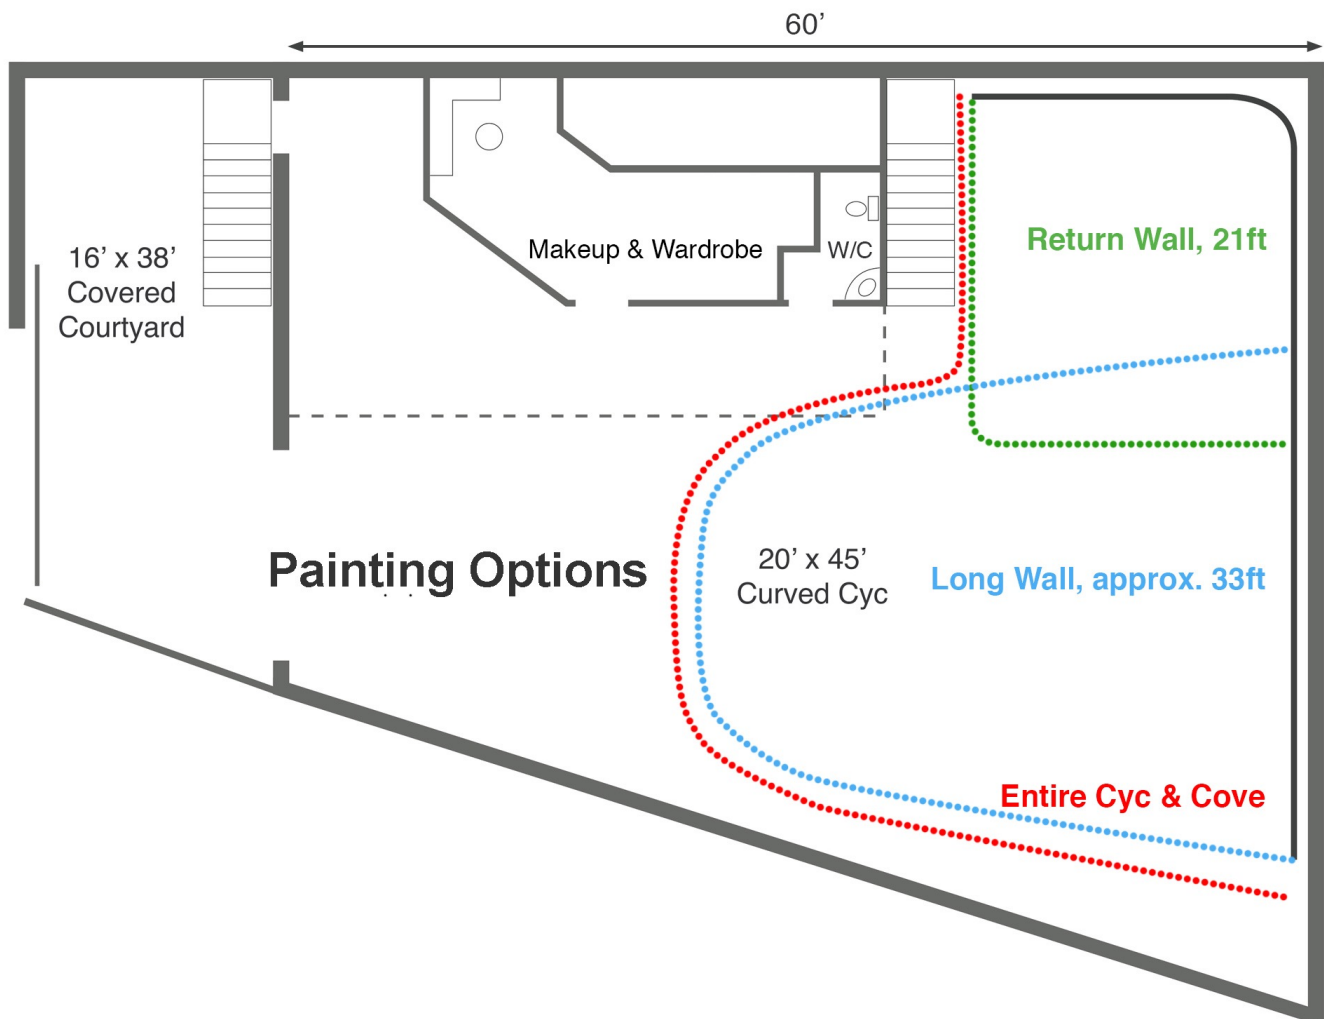 60’
Makeup & Wardrobe
W/C
Return Wall, 21ft
16’ x 38’
Covered
Courtyard
Painting Options
20’ x 45’
Curved Cyc
Long Wall, approx. 33ft
Entire Cyc & Cove